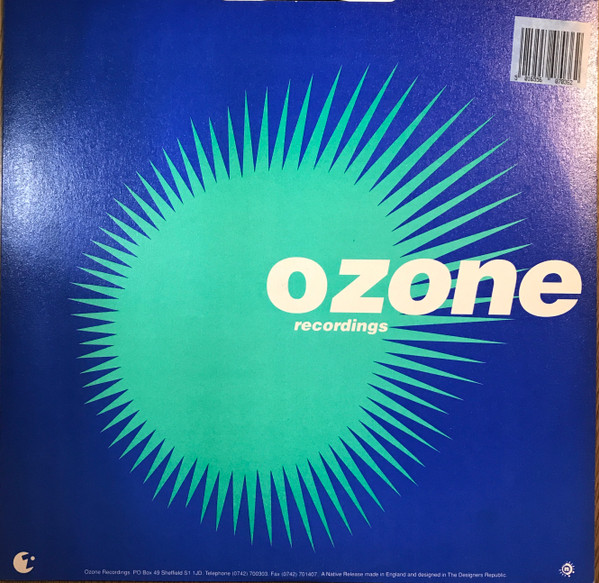 ozone
recordings
Ozone Recordings. PO Box 49 Sheffield S1 1JD. Telephone (0742) 700303. Fax (0742) 701407. A Native Release made in England and designed in The Designers Republic.